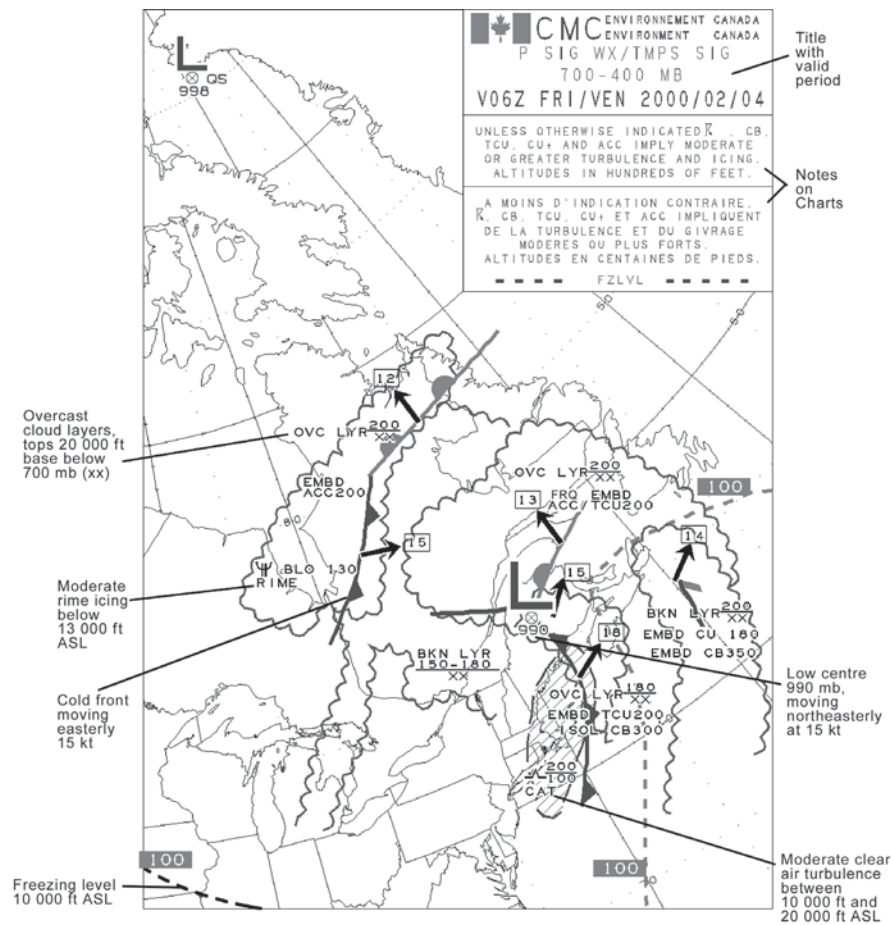 CMC ENVIRONNEMENT CANADA
ENVIRONMENT CANADA
P SIG WX/TMPS SIG
700-400 MB
V06Z FRI/VEN 2000/02/04
Title
with
valid
period
UNLESS OTHERWISE INDICATED , CB,
TCU, CU+ AND ACC IMPLY MODERATE
OR GREATER TURBULENCE AND ICING.
ALTITUDES IN HUNDREDS OF FEET.
Notes
on
Charts
A MOINS D'INDICATION CONTRAIRE,
, CB, TCU, CU+ ET ACC IMPLIQUENT
DE LA TURBULENCE ET DU GIVRAGE
MODERES OU PLUS FORTS.
ALTITUDES EN CENTAINES DE PIEDS.
FZLVL
L
QS
998
50
50
12
Overcast
cloud layers,
tops 20 000 ft
base below
700 mb (xx)
OVC LYR 200
XX
EMBD
ACC200
80
15
BLO 130
RIME
Moderate
rime icing
below
13 000 ft
ASL
Cold front
moving
easterly
15 kt
OVC LYR 200
XX
FRQ EMBD
ACC/TCU200
13
100
14
15
L
990
18
BKN LYR 200
XX
EMBD CU 180
EMBD CB350
BKN LYR
150-180
XX
OVC LYR 180
XX
EMBD TCU200
ISOL CB300
200
100
CAT
Low centre
990 mb,
moving
northeasterly
at 15 kt
Moderate clear
air turbulence
between
10 000 ft and
20 000 ft ASL
100
100
Freezing level
10 000 ft ASL